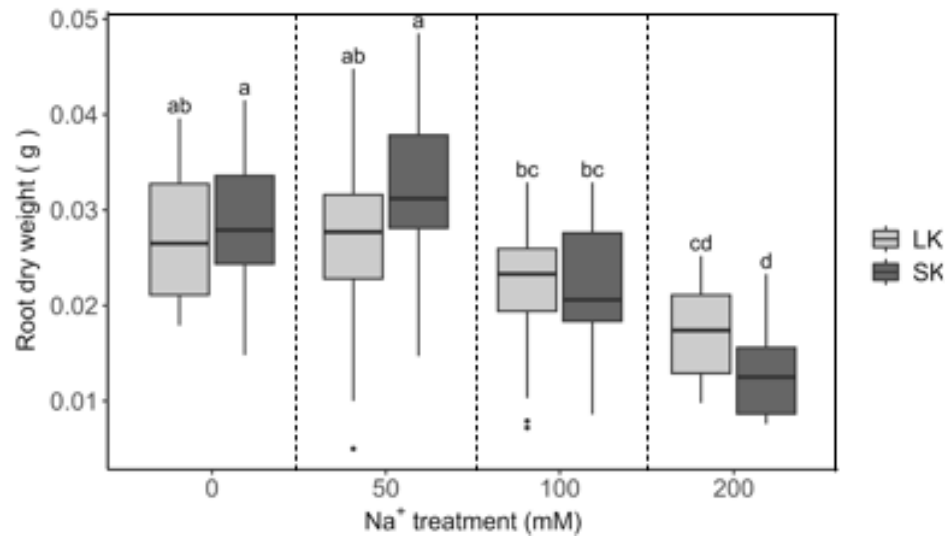 0.05
0.04
0.03
0.02
0.01
Root dry weight ( g )
ab
a
ab
a
bc
bc
cd
d
0
50
100
200
Na⁺ treatment (mM)
LK
SK